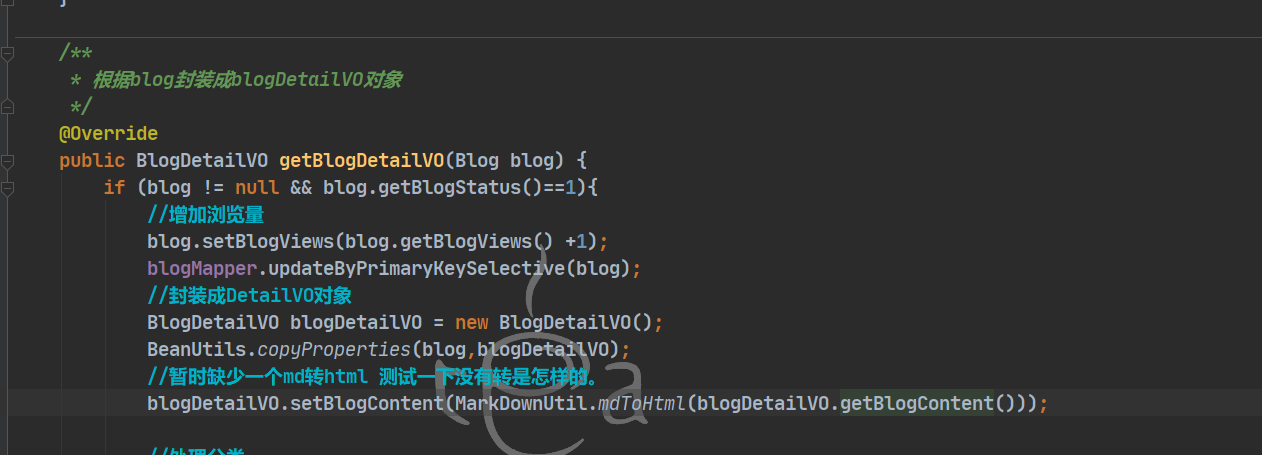 }
/**
* 根据blog封装成blogDetailVO对象
*/
@Override
public BlogDetailVO getBlogDetailVO(Blog blog) {
if (blog != null && blog.getBlogStatus()==1){
//增加浏览量
blog.setBlogViews(blog.getBlogViews() +1);
blogMapper.updateByPrimaryKeySelective(blog);
//封装成DetailVO对象
BlogDetailVO blogDetailVO = new BlogDetailVO();
BeanUtils.copyProperties(blog,blogDetailVO);
//暂时缺少一个md转html 测试一下没有转是怎样的。
blogDetailVO.setBlogContent(MarkDownUtil.mdToHtml(blogDetailVO.getBlogContent()));
//处理分类
tea